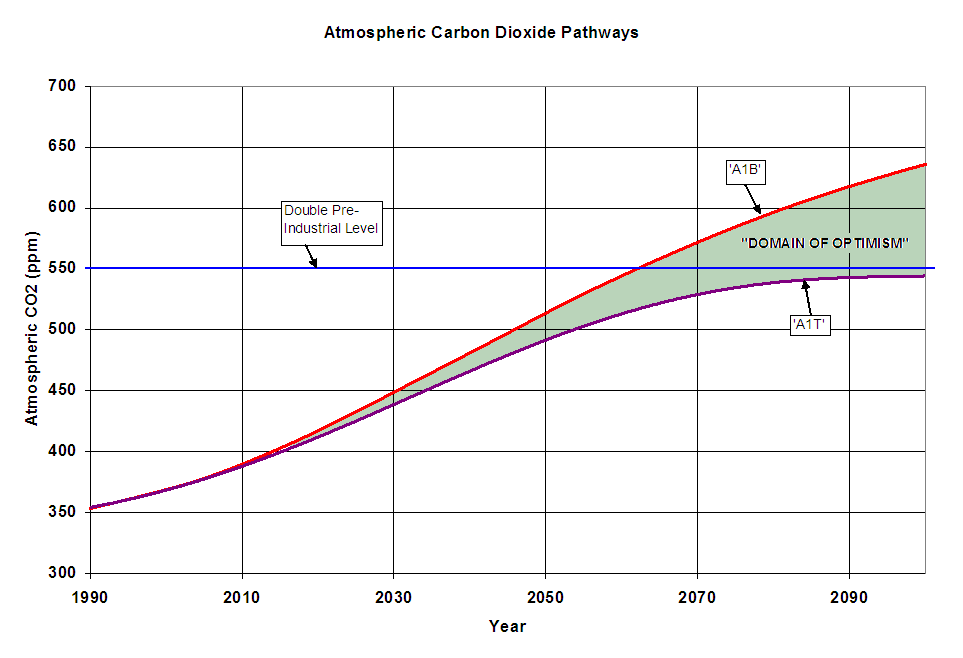 Atmospheric Carbon Dioxide Pathways
Atmospheric CO2 (ppm)
700
650
600
550
500
450
400
350
300
'A1B'
Double Pre-
Industrial Level
"DOMAIN OF OPTIMISM"
'A1T'
1990 2010 2030 2050 2070 2090
Year